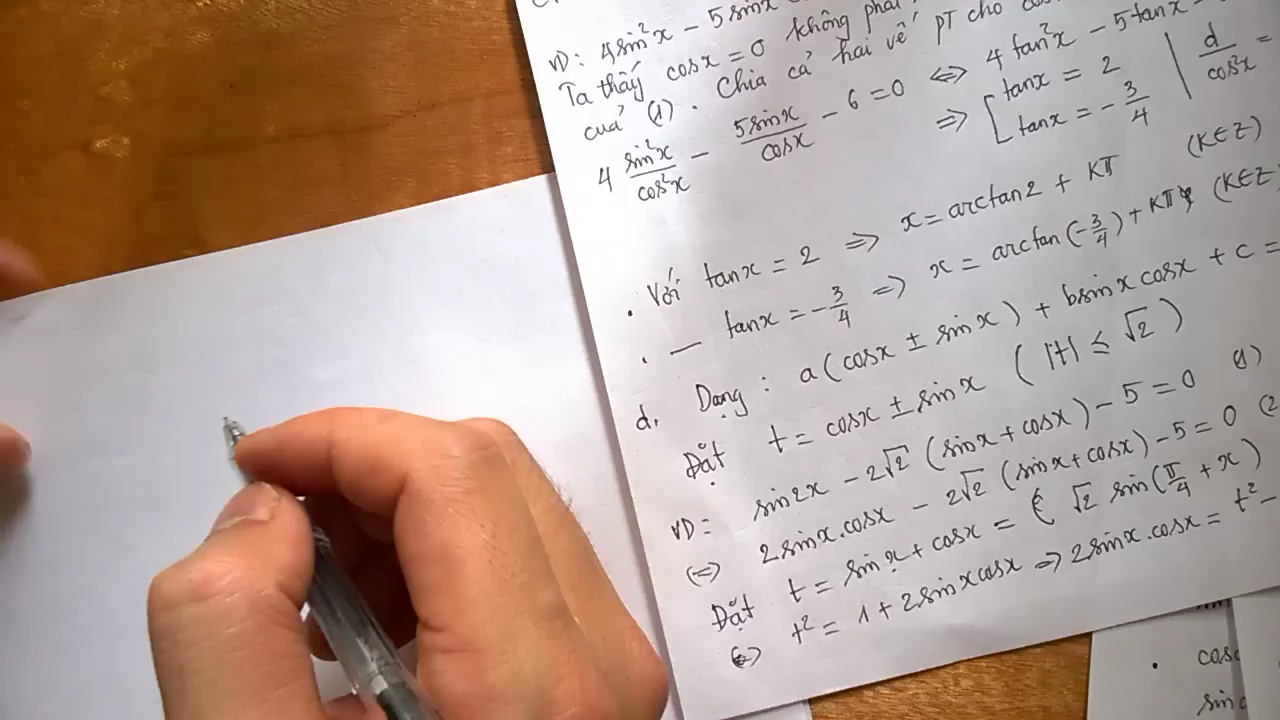 VD: 4sin²x - 5sinx
Ta thấy cosx = 0 không phải
của (1). Chia cả hai vế PT cho
4 sin²x/cos²x - 5sinx/cosx - 6 = 0 <=> 4tan²x - 5tanx -
=> [ tanx = 2
tanx = -3/4 | d/cos²x =
. Với tanx = 2 => x = arctan2 + Kπ (K∈Z)
. — tanx = -3/4 => x = arctan(-3/4) + Kπ (K∈Z
d. Dạng: a(cosx ± sinx) + bsinxcosx + c =
Đặt t = cosx ± sinx (|t| ≤ √2)
VD: sin2x - 2√2 (sinx + cosx) - 5 = 0 (1)
(=) 2sinx.cosx - 2√2 (sinx + cosx) - 5 = 0 (2
Đặt t = sinx + cosx = √2 sin(π/4 + x)
(=) t² = 1 + 2sinxcosx => 2sinx.cosx = t² -
. cos
sin